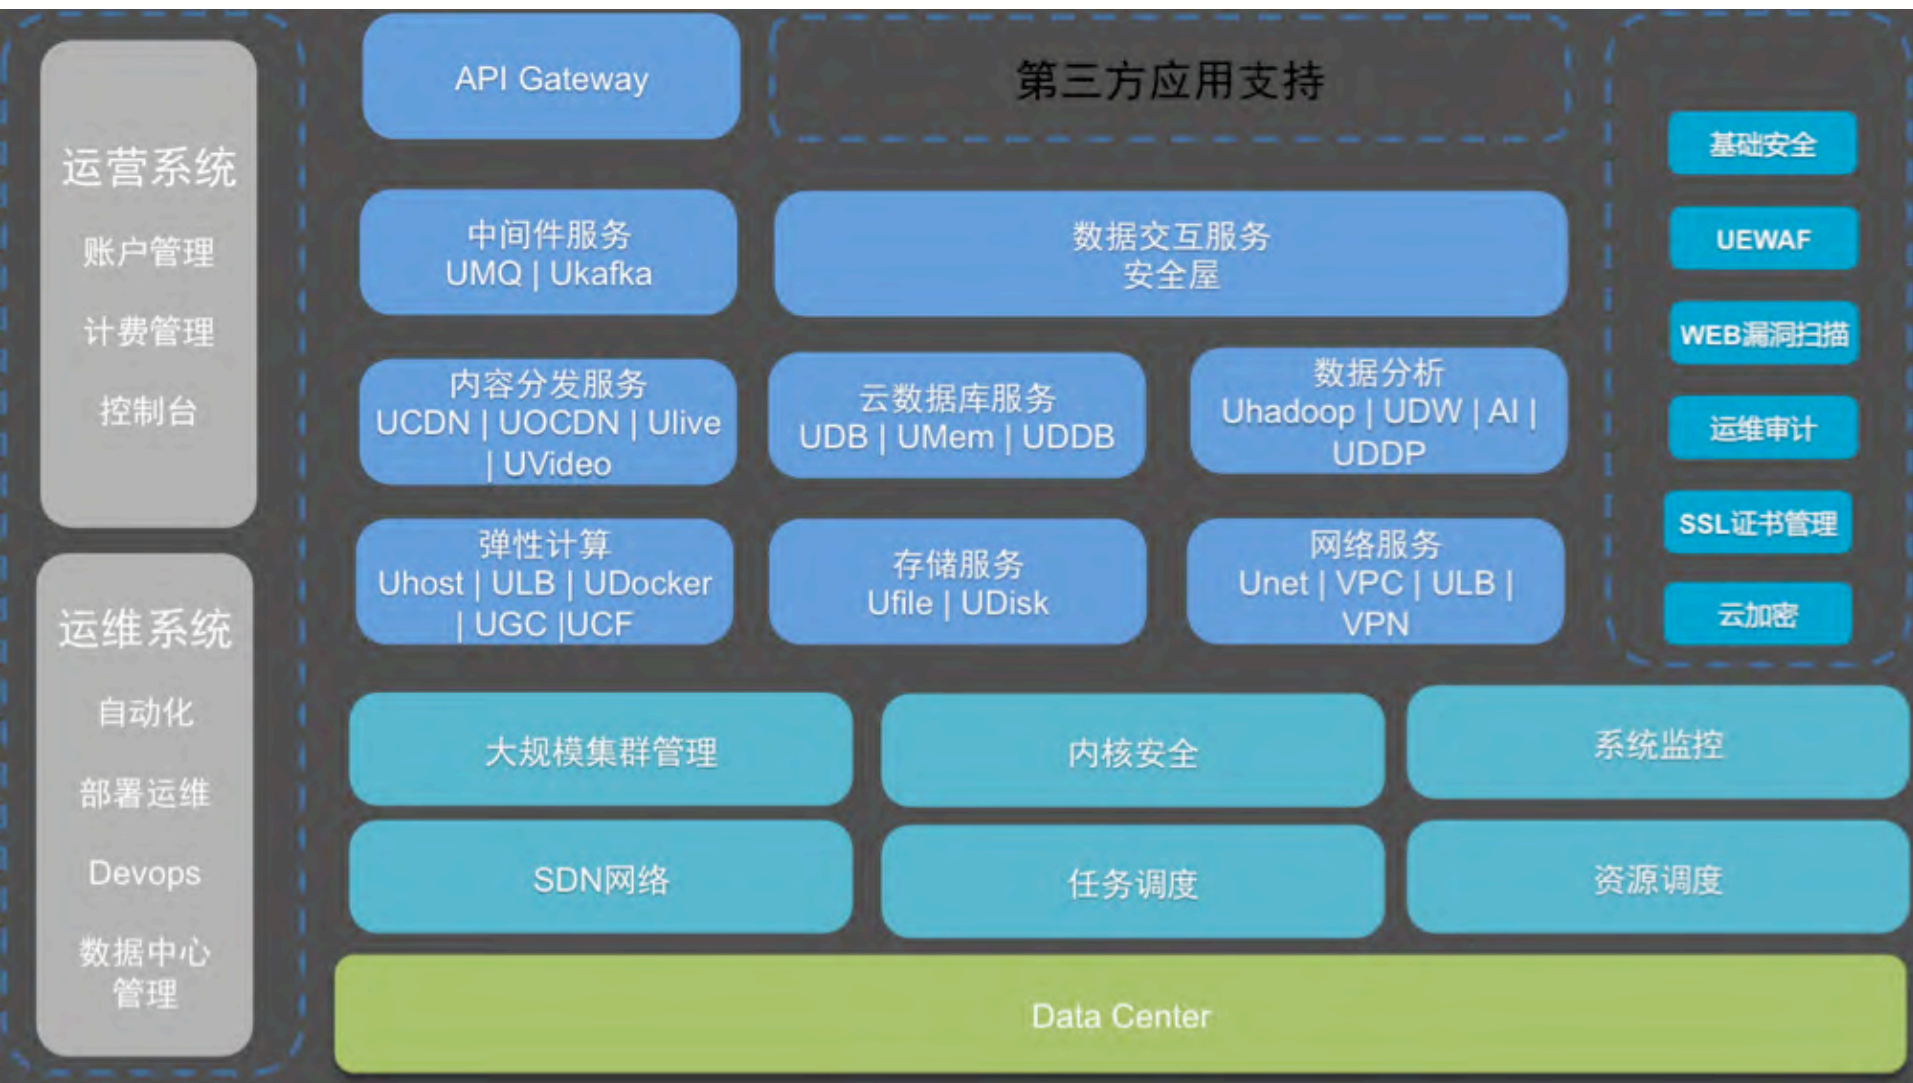 运营系统
账户管理
计费管理
控制台
运维系统
自动化
部署运维
Devops
数据中心
管理
API Gateway
第三方应用支持
中间件服务
UMQ | Ukafka
数据交互服务
安全屋
内容分发服务
UCDN | UOCDN | Ulive
| UVideo
云数据库服务
UDB | UMem | UDDB
数据分析
Uhadoop | UDW | AI |
UDDP
弹性计算
Uhost | ULB | UDocker
| UGC |UCF
存储服务
Ufile | UDisk
网络服务
Unet | VPC | ULB |
VPN
基础安全
UEWAF
WEB漏洞扫描
运维审计
SSL证书管理
云加密
大规模集群管理
内核安全
系统监控
SDN网络
任务调度
资源调度
Data Center